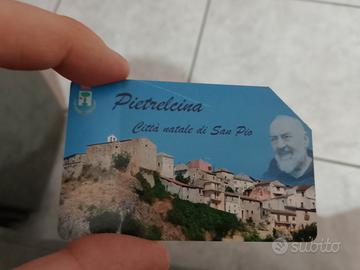 Pietrelcina
Città natale di San Pio
subito